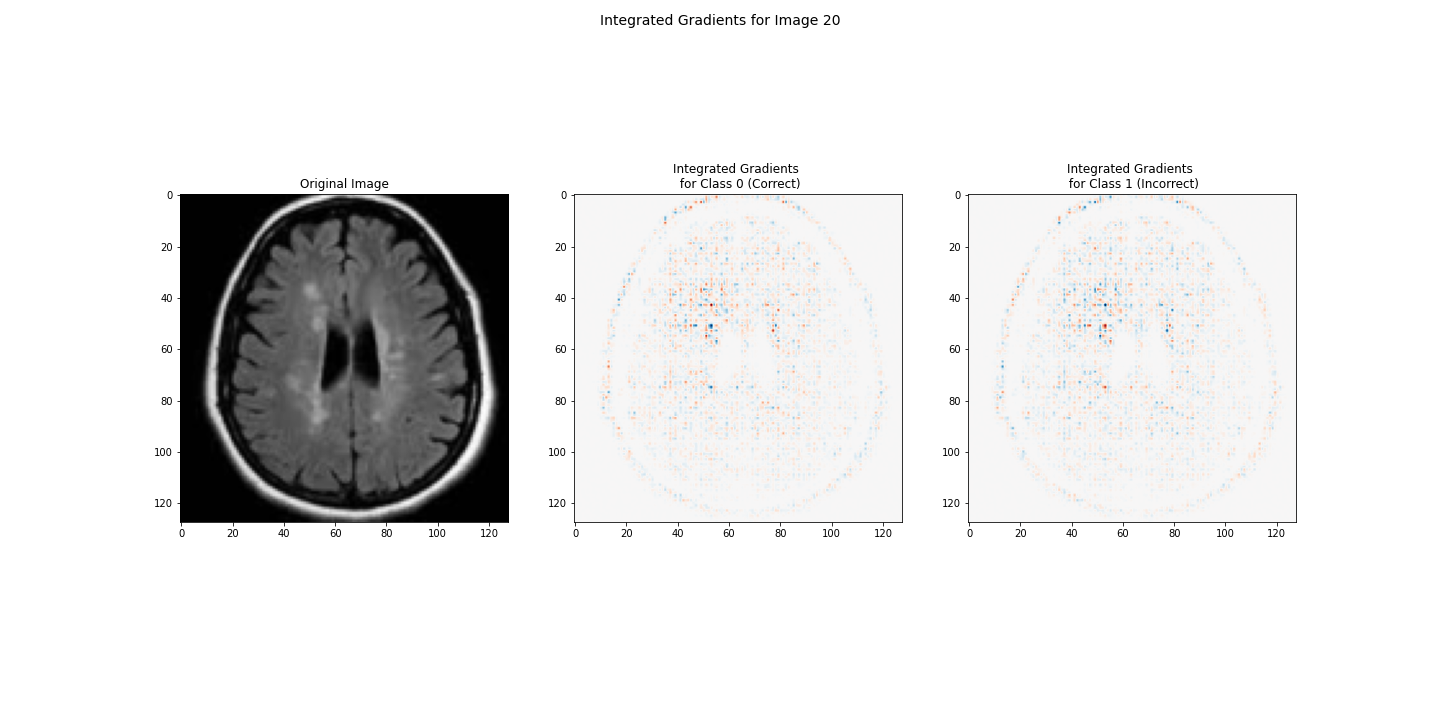 Integrated Gradients for Image 20
Original Image
0
20
40
60
80
100
120
0 20 40 60 80 100 120
Integrated Gradients
for Class 0 (Correct)
0
20
40
60
80
100
120
0 20 40 60 80 100 120
Integrated Gradients
for Class 1 (Incorrect)
0
20
40
60
80
100
120
0 20 40 60 80 100 120